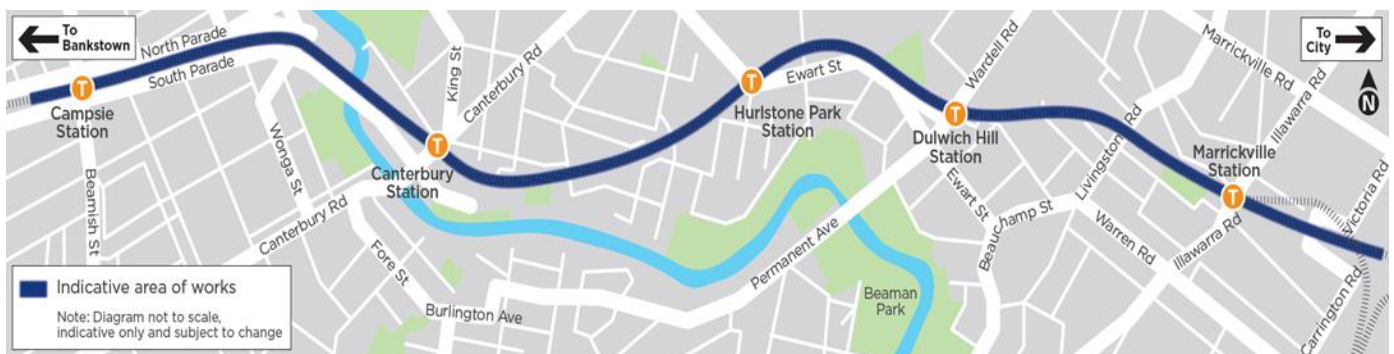 To
Bankstown
North Parade
South Parade
T
Campsie
Station
Beamish St
Wonga St
King St
Canterbury Rd
T
Canterbury
Station
Canterbury Rd
Fore St
Burlington Ave
T
Hurlstone Park
Station
Ewart St
Wardell Rd
T
Dulwich Hill
Station
Ewart St
Permanent Ave
Beaman
Park
Beauchamp St
Livingston Rd
Warren Rd
Marrickville Rd
Illawarra Rd
T
Marrickville
Station
Illawarra Rd
Victoria Rd
Carrington Rd
To
City
N
Indicative area of works
Note: Diagram not to scale,
indicative only and subject to change